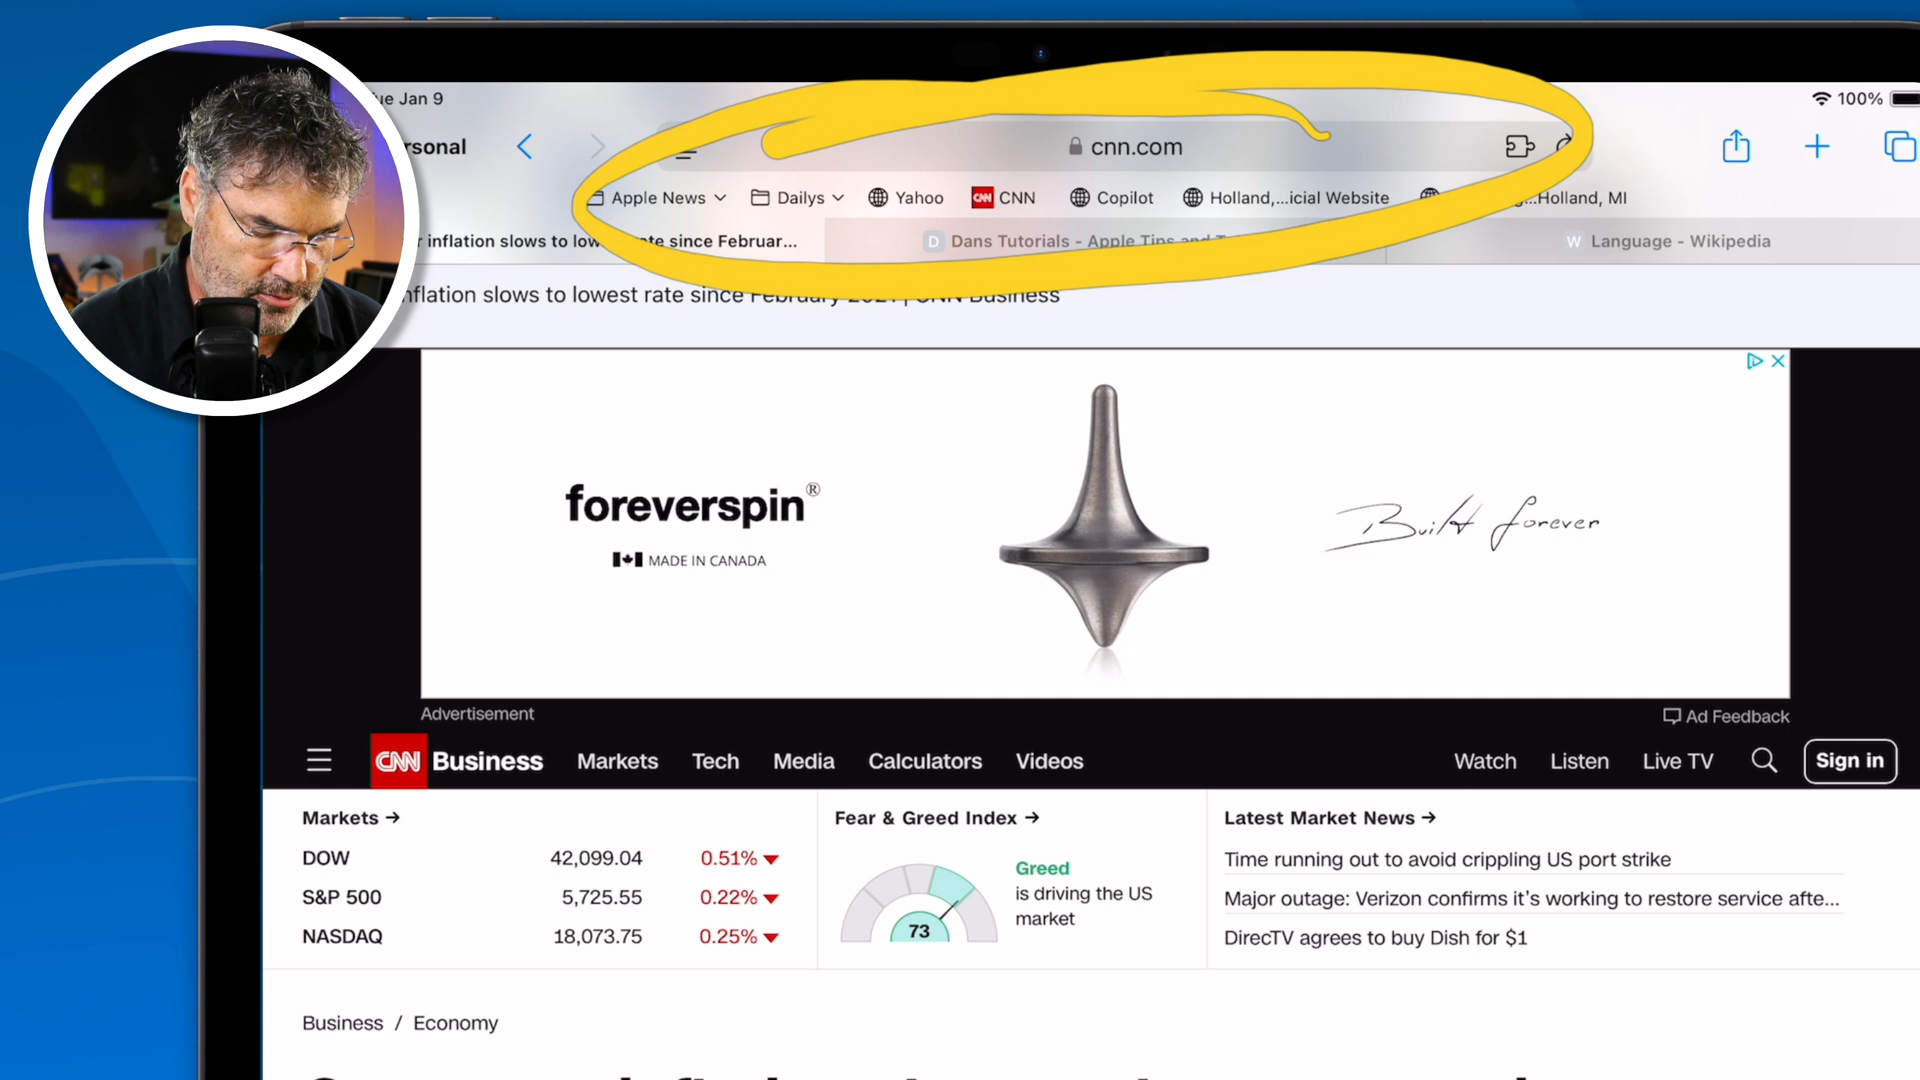 ue Jan 9
100%
rsonal
cnn.com
Apple News
Dailys
Yahoo
CNN CNN
Copilot
Holland,...icial Website
...Holland, MI
r inflation slows to low rate since Februar...
D Dans Tutorials - Apple Tips and T
W Language - Wikipedia
nflation slows to lowest rate since February 2021 | CNN Business
foreverspin®
MADE IN CANADA
Built forever
Advertisement
Ad Feedback
CNN Business Markets Tech Media Calculators Videos Watch Listen Live TV Sign in
Markets →
DOW 42,099.04 0.51%
S&P 500 5,725.55 0.22%
NASDAQ 18,073.75 0.25%
Fear & Greed Index →
73
Greed
is driving the US
market
Latest Market News →
Time running out to avoid crippling US port strike
Major outage: Verizon confirms it's working to restore service afte...
DirecTV agrees to buy Dish for $1
Business / Economy